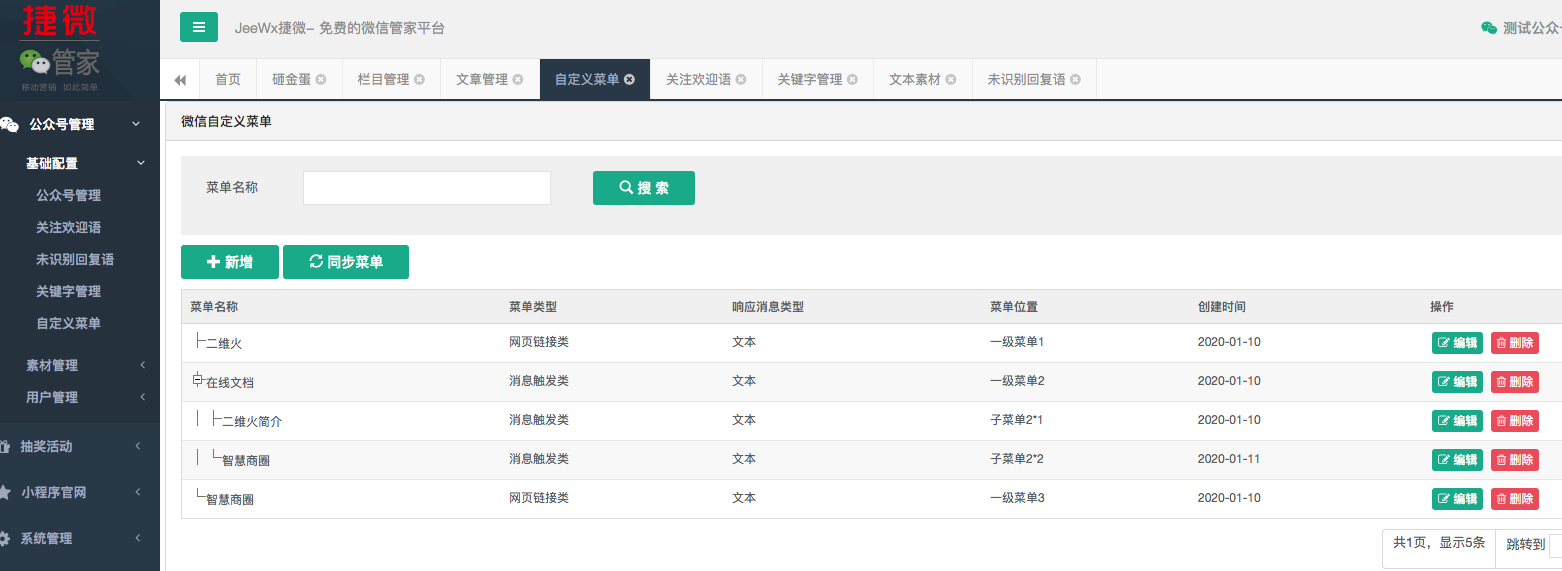 捷微
管家
移动营销 如此简单
JeeWx捷微- 免费的微信管家平台
测试公众
首页
砸金蛋
栏目管理
文章管理
自定义菜单
关注欢迎语
关键字管理
文本素材
未识别回复语
公众号管理
基础配置
公众号管理
关注欢迎语
未识别回复语
关键字管理
自定义菜单
素材管理
用户管理
抽奖活动
小程序官网
系统管理
微信自定义菜单
菜单名称
搜 索
新增 同步菜单
菜单名称 菜单类型 响应消息类型 菜单位置 创建时间 操作
二维火 网页链接类 文本 一级菜单1 2020-01-10 编辑 删除
在线文档 消息触发类 文本 一级菜单2 2020-01-10 编辑 删除
二维火简介 消息触发类 文本 子菜单2*1 2020-01-10 编辑 删除
智慧商圈 消息触发类 文本 子菜单2*2 2020-01-11 编辑 删除
智慧商圈 网页链接类 文本 一级菜单3 2020-01-10 编辑 删除
共1页，显示5条 跳转到